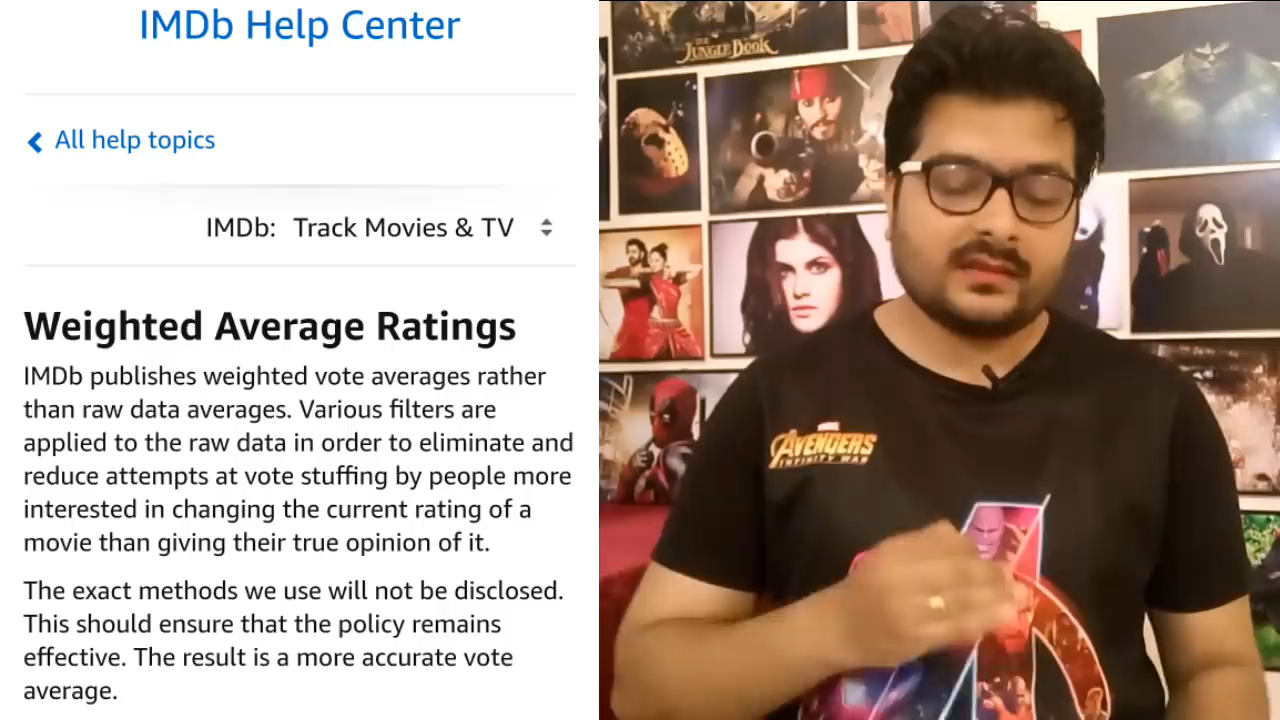 IMDb Help Center
All help topics
IMDb: Track Movies & TV
Weighted Average Ratings
IMDb publishes weighted vote averages rather
than raw data averages. Various filters are
applied to the raw data in order to eliminate and
reduce attempts at vote stuffing by people more
interested in changing the current rating of a
movie than giving their true opinion of it.
The exact methods we use will not be disclosed.
This should ensure that the policy remains
effective. The result is a more accurate vote
average.
THE
JUNGLE BOOK
MARVEL
AVENGERS
INFINITY WAR